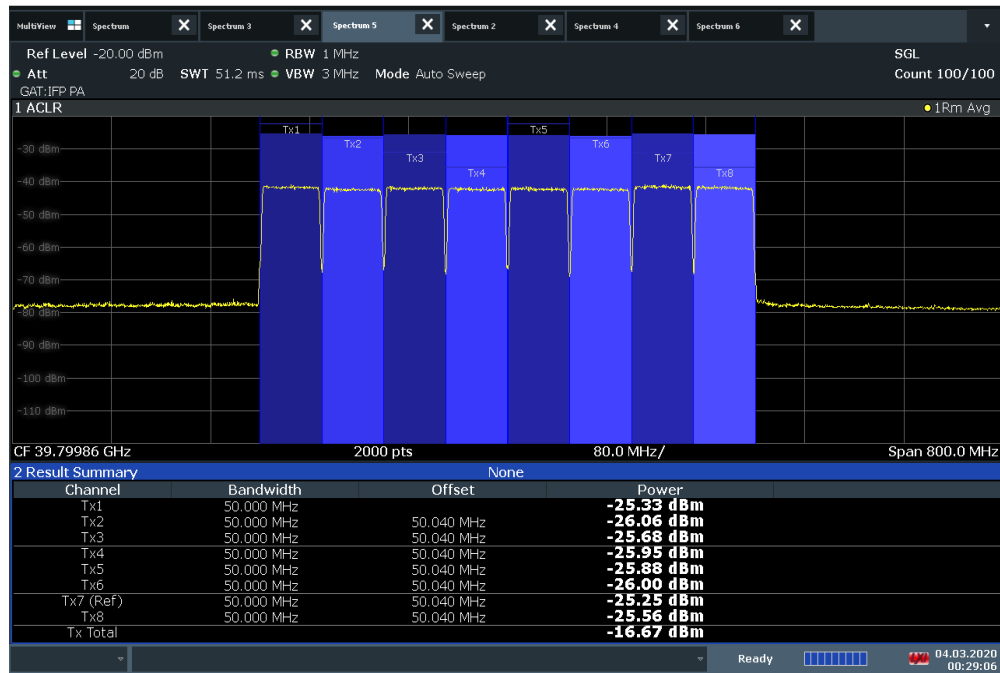 MultiView Spectrum X Spectrum 3 X Spectrum 5 X Spectrum 2 X Spectrum 4 X Spectrum 6 X
Ref Level -20.00 dBm RBW 1 MHz SGL
Att 20 dB SWT 51.2 ms VBW 3 MHz Mode Auto Sweep Count 100/100
GAT:IFP PA
1 ACLR 1Rm Avg
Tx1 Tx5
Tx2 Tx6
-30 dBm
Tx3 Tx7
Tx4 Tx8
-40 dBm
-50 dBm
-60 dBm
-70 dBm
-80 dBm
-90 dBm
-100 dBm
-110 dBm
CF 39.79986 GHz 2000 pts 80.0 MHz/ Span 800.0 MHz
2 Result Summary None
Channel Bandwidth Offset Power
Tx1 50.000 MHz -25.33 dBm
Tx2 50.000 MHz 50.040 MHz -26.06 dBm
Tx3 50.000 MHz 50.040 MHz -25.68 dBm
Tx4 50.000 MHz 50.040 MHz -25.95 dBm
Tx5 50.000 MHz 50.040 MHz -25.88 dBm
Tx6 50.000 MHz 50.040 MHz -26.00 dBm
Tx7 (Ref) 50.000 MHz 50.040 MHz -25.25 dBm
Tx8 50.000 MHz 50.040 MHz -25.56 dBm
Tx Total -16.67 dBm
Ready 04.03.2020
00:29:06